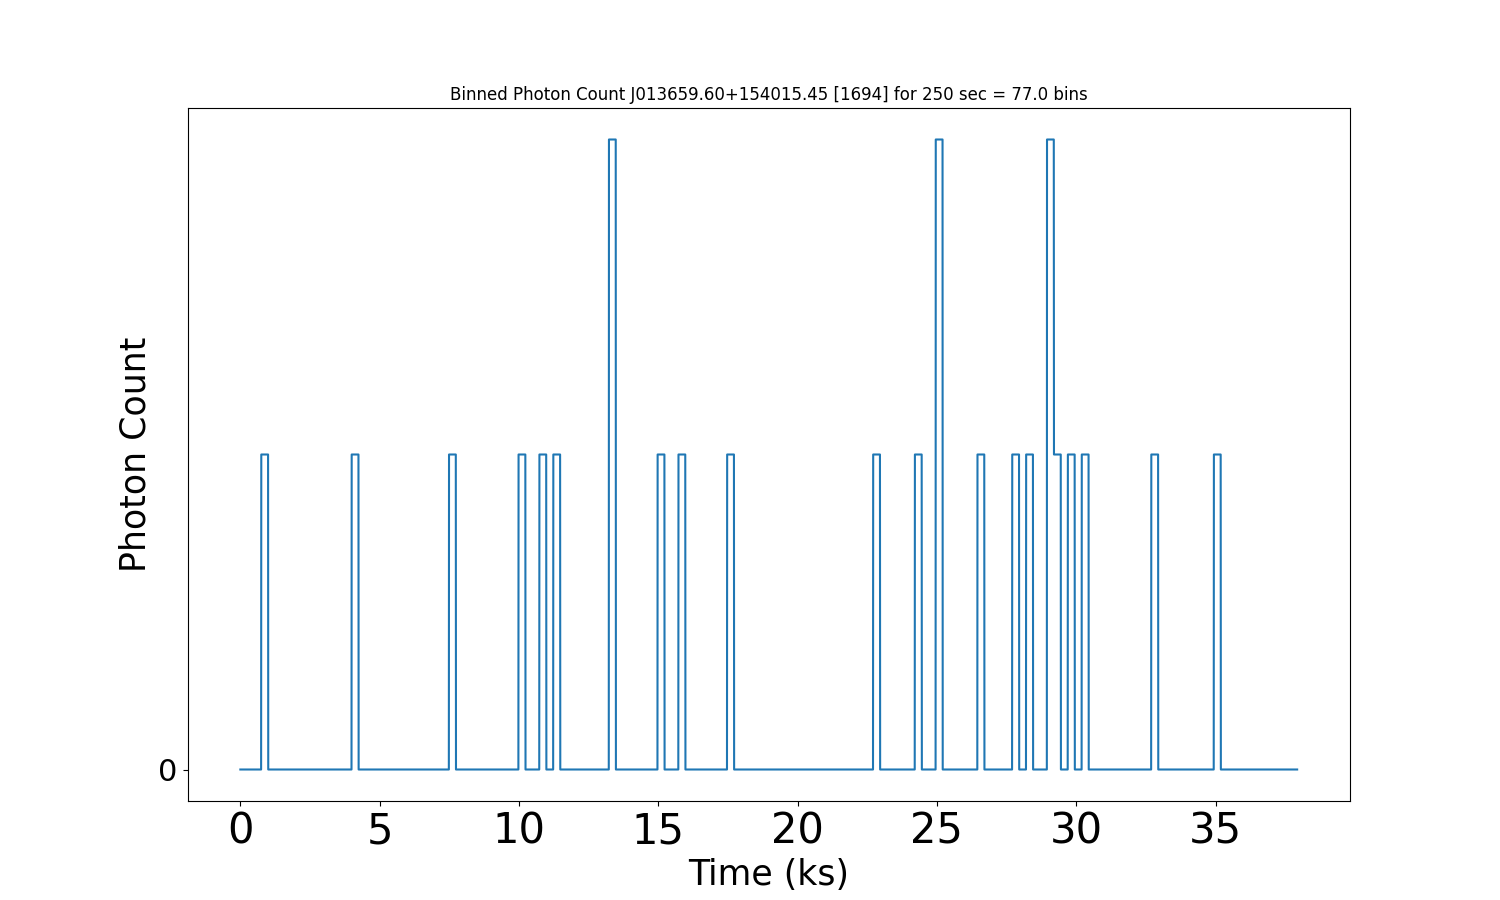 Binned Photon Count J013659.60+154015.45 [1694] for 250 sec = 77.0 bins
Photon Count
0
0 5 10 15 20 25 30 35
Time (ks)